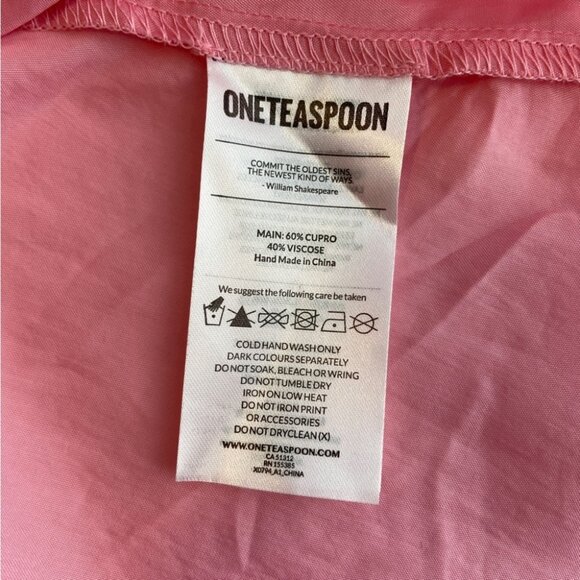 ONETEASPOON
COMMIT THE OLDEST SINS,
THE NEWEST KIND OF WAYS
- William Shakespeare
MAIN: 60% CUPRO
40% VISCOSE
Hand Made in China
We suggest the following care be taken
COLD HAND WASH ONLY
DARK COLOURS SEPARATELY
DO NOT SOAK, BLEACH OR WRING
DO NOT TUMBLE DRY
IRON ON LOW HEAT
DO NOT IRON PRINT
OR ACCESSORIES
DO NOT DRYCLEAN (X)
WWW.ONETEASPOON.COM
CA 51312
RN 155385
X0794_A1_CHINA